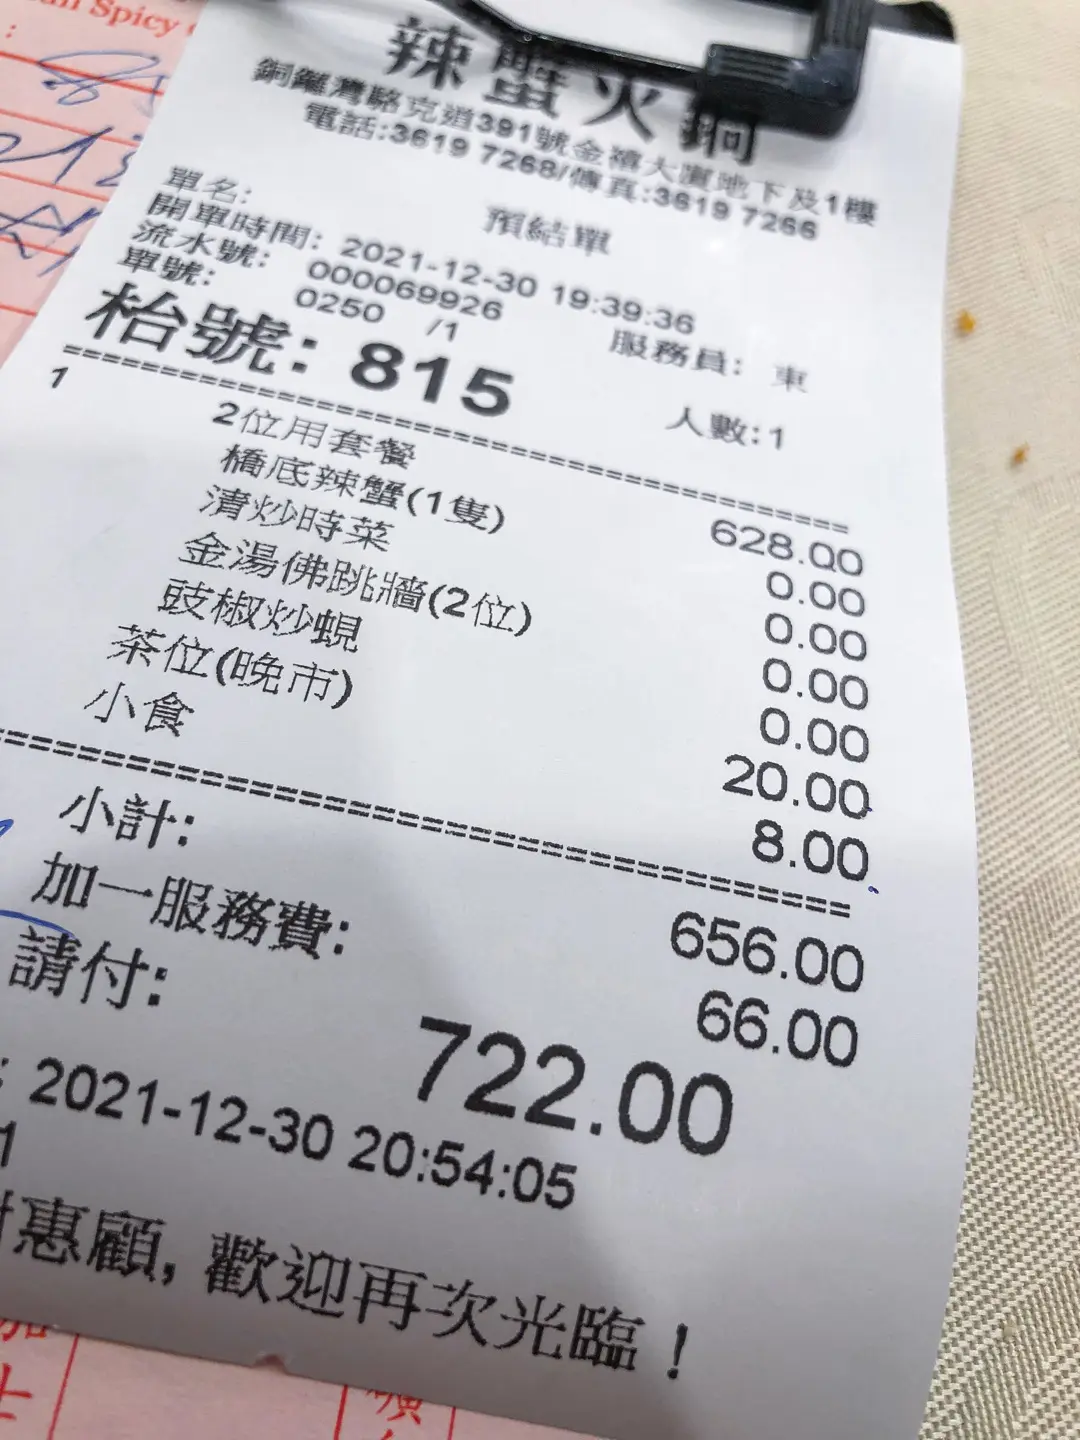 an Spicy
辣蟹火鍋
銅鑼灣駱克道391號金禧大廈地下及1樓
電話:3619 7268/傳真:3619 7266
預結單
單名:
開單時間: 2021-12-30 19:39:36
流水號: 000069926 服務員: 東
單號: 0250 /1
枱號: 815 人數:1
1 2位用套餐 628.00
橋底辣蟹(1隻) 0.00
清炒時菜 0.00
金湯佛跳牆(2位) 0.00
豉椒炒蜆 0.00
茶位(晚市) 20.00
小食 8.00
小計: 656.00
加一服務費: 66.00
請付: 722.00
: 2021-12-30 20:54:05
1
惠顧, 歡迎再次光臨！